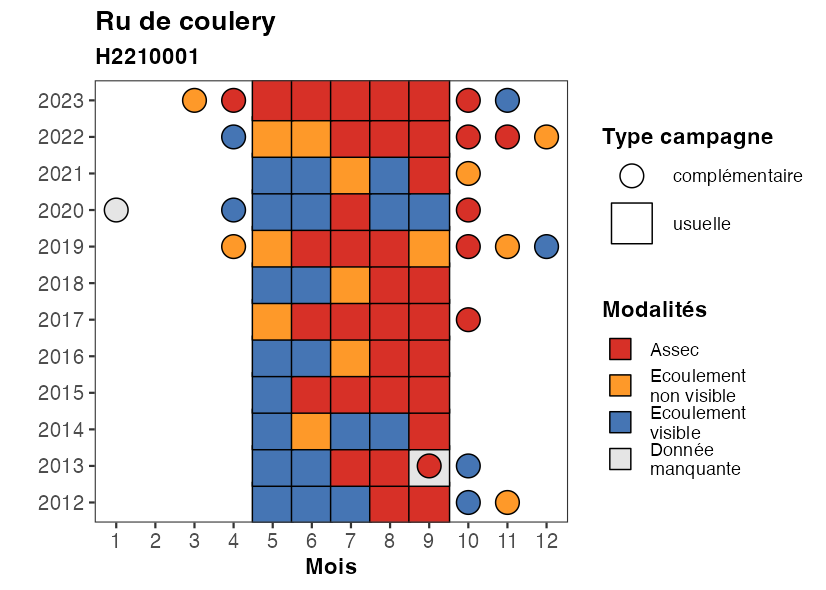 Ru de coulery
H2210001
2023
2022
2021
2020
2019
2018
2017
2016
2015
2014
2013
2012
1 2 3 4 5 6 7 8 9 10 11 12
Mois
Type campagne
complémentaire
usuelle
Modalités
Assec
Ecoulement
non visible
Ecoulement
visible
Donnée
manquante